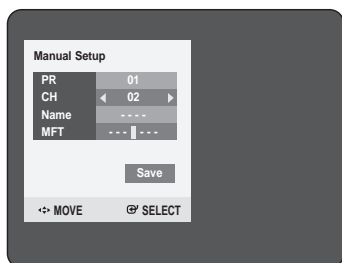 Manual Setup
PR 01
CH 02
Name - - - -
MFT - - - - - -
Save
MOVE SELECT